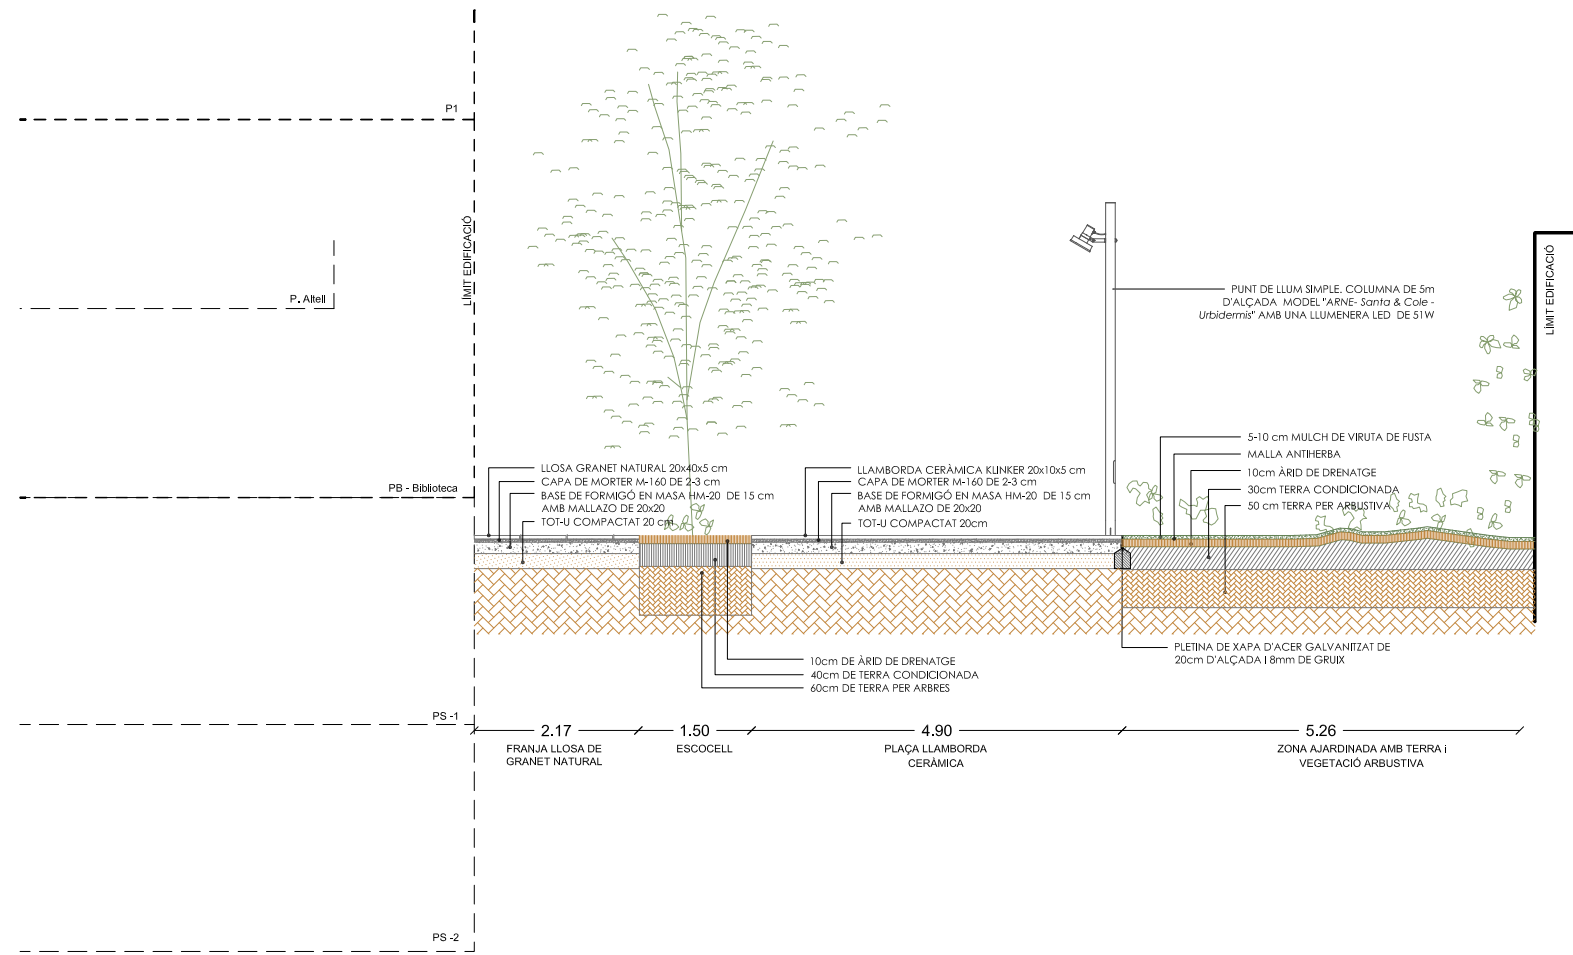 P1
LÍMIT EDIFICACIÓ
P. Altell
PB - Biblioteca
PS -1
PS -2
LÍMIT EDIFICACIÓ
PUNT DE LLUM SIMPLE. COLUMNA DE 5m
D'ALÇADA MODEL "ARNE- Santa & Cole -
Urbidermis" AMB UNA LLUMENERA LED DE 51W
LLOSA GRANET NATURAL 20x40x5 cm
CAPA DE MORTER M-160 DE 2-3 cm
BASE DE FORMIGÓ EN MASA HM-20 DE 15 cm
AMB MALLAZO DE 20x20
TOT-U COMPACTAT 20 cm
LLAMBORDA CERÀMICA KLINKER 20x10x5 cm
CAPA DE MORTER M-160 DE 2-3 cm
BASE DE FORMIGÓ EN MASA HM-20 DE 15 cm
AMB MALLAZO DE 20x20
TOT-U COMPACTAT 20cm
5-10 cm MULCH DE VIRUTA DE FUSTA
MALLA ANTIHERBA
10cm ÀRID DE DRENATGE
30cm TERRA CONDICIONADA
50 cm TERRA PER ARBUSTIVA
10cm DE ÀRID DE DRENATGE
40cm DE TERRA CONDICIONADA
60cm DE TERRA PER ARBRES
PLETINA DE XAPA D'ACER GALVANITZAT DE
20cm D'ALÇADA I 8mm DE GRUIX
2.17
FRANJA LLOSA DE
GRANET NATURAL
1.50
ESCOCELL
4.90
PLAÇA LLAMBORDA
CERÀMICA
5.26
ZONA AJARDINADA AMB TERRA i
VEGETACIÓ ARBUSTIVA